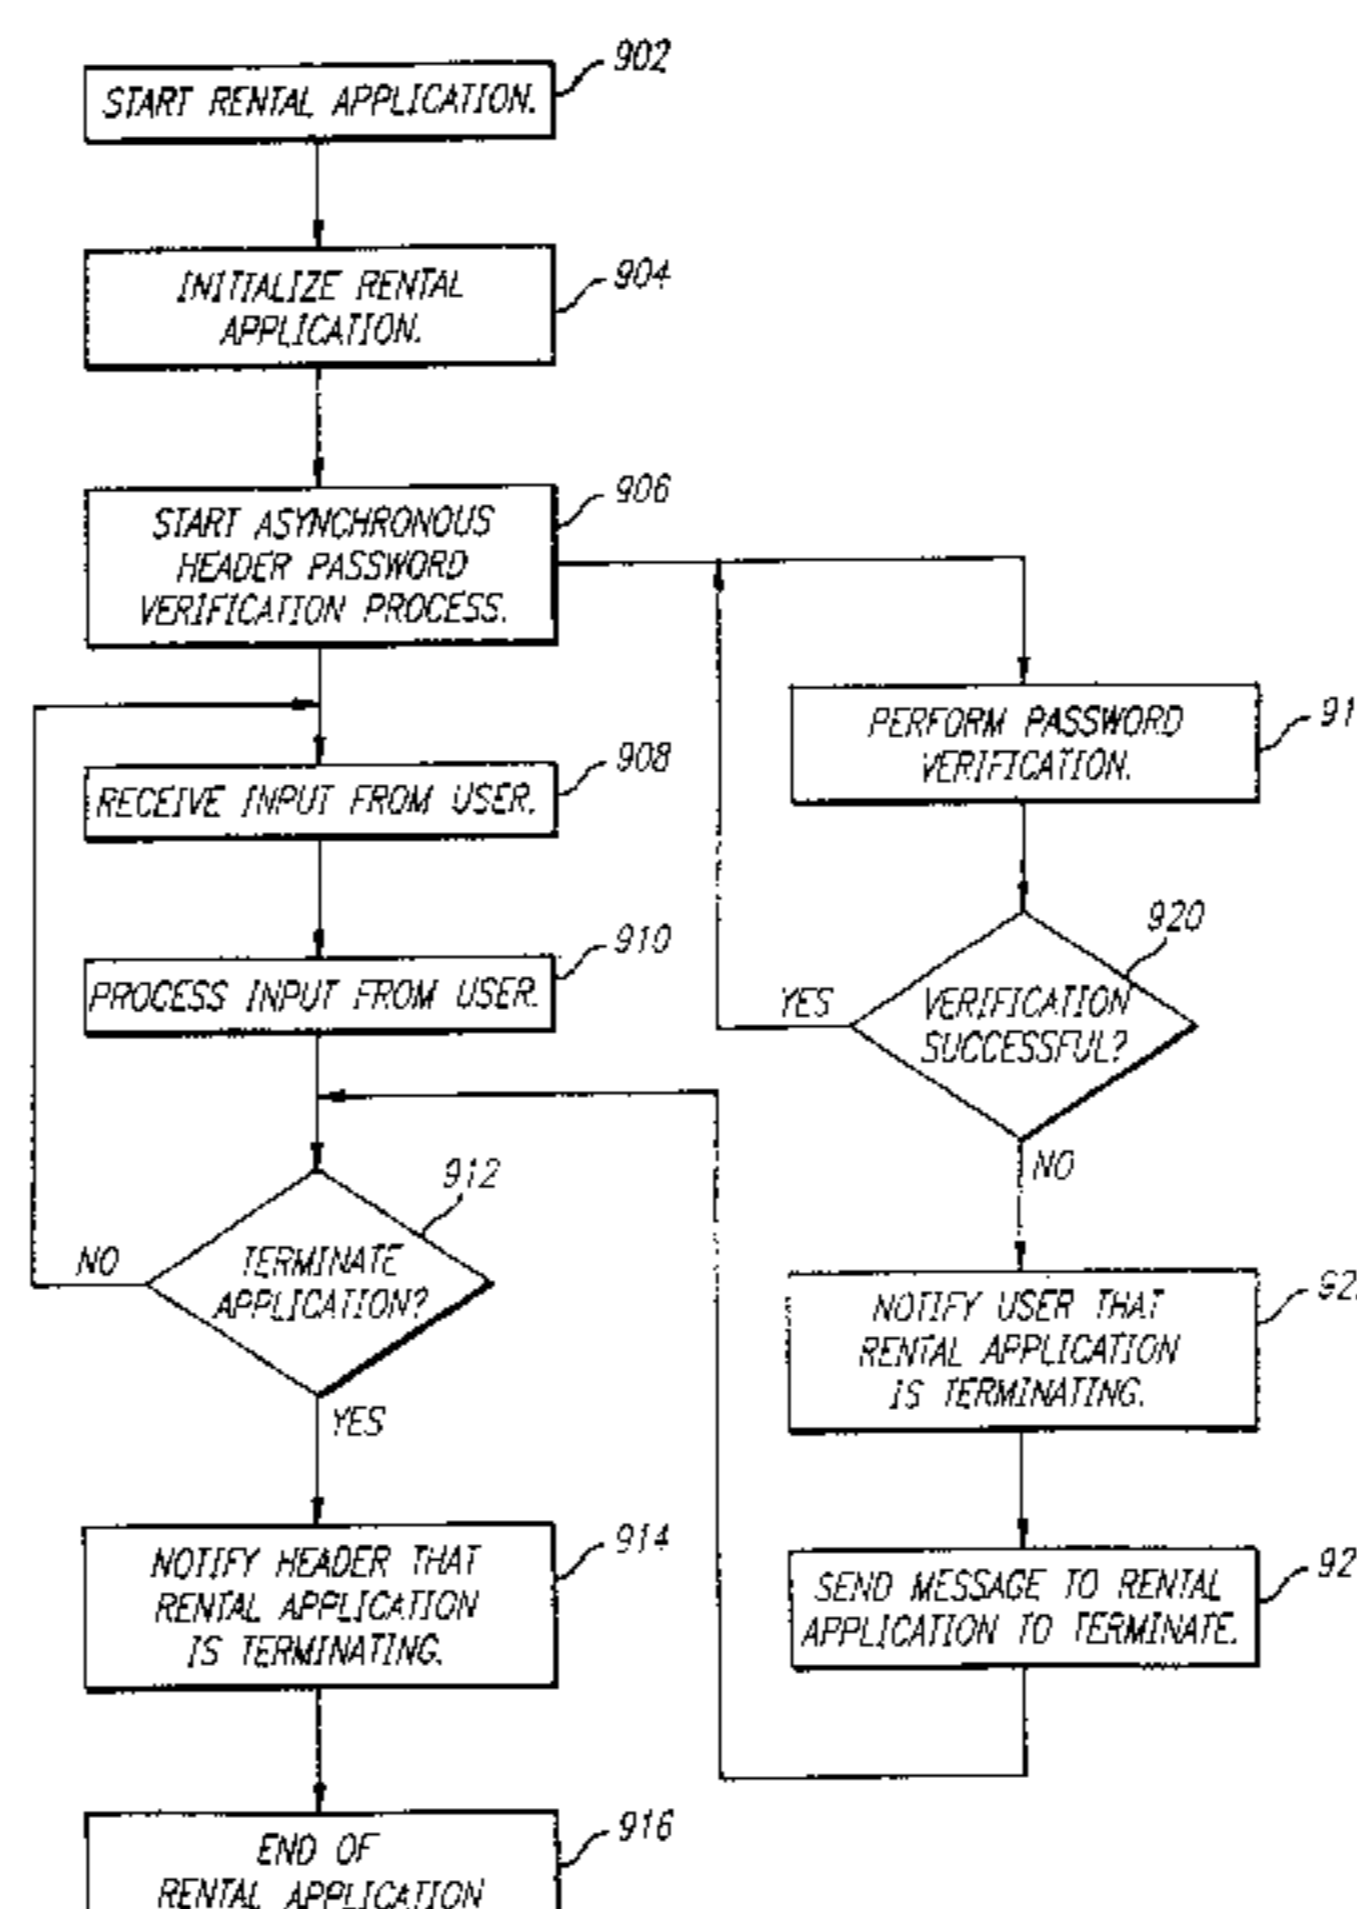 902
START RENTAL APPLICATION.
904
INITIALIZE RENTAL
APPLICATION.
906
START ASYNCHRONOUS
HEADER PASSWORD
VERIFICATION PROCESS.
908
RECEIVE INPUT FROM USER.
910
PROCESS INPUT FROM USER.
912
TERMINATE
APPLICATION?
NO
YES
914
NOTIFY HEADER THAT
RENTAL APPLICATION
IS TERMINATING.
916
END OF
RENTAL APPLICATION
91
PERFORM PASSWORD
VERIFICATION.
920
VERIFICATION
SUCCESSFUL?
YES
NO
92
NOTIFY USER THAT
RENTAL APPLICATION
IS TERMINATING.
92
SEND MESSAGE TO RENTAL
APPLICATION TO TERMINATE.